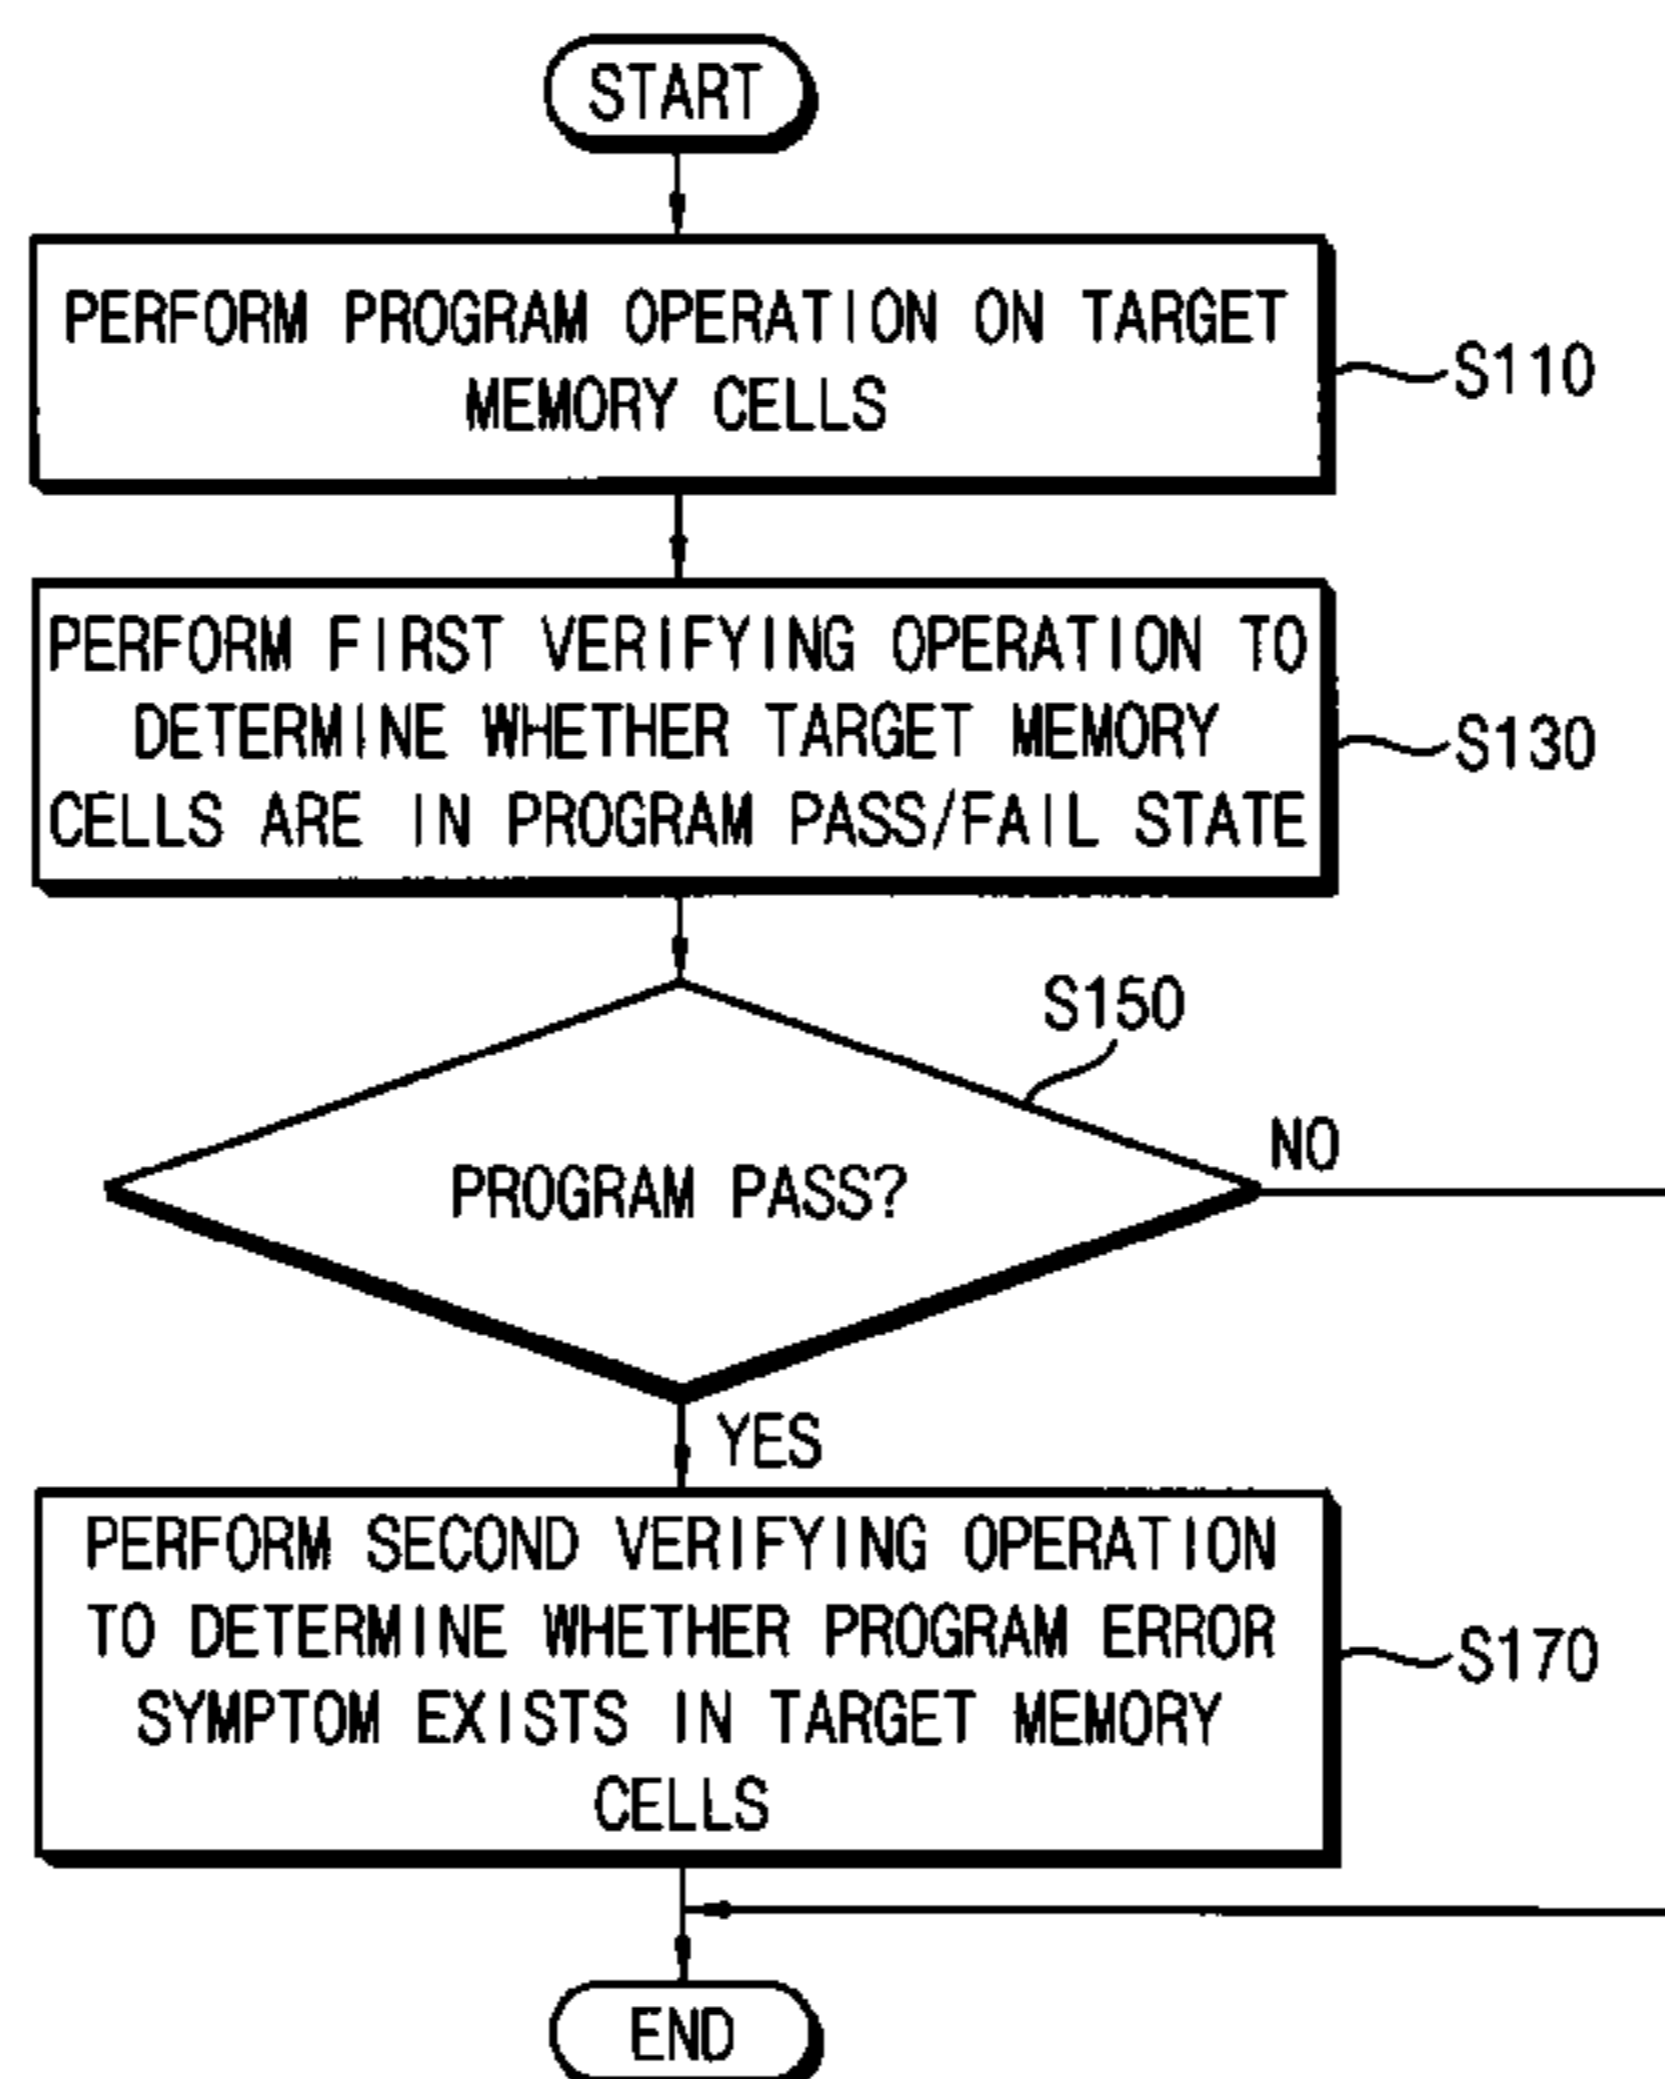 START
PERFORM PROGRAM OPERATION ON TARGET
MEMORY CELLS
S110
PERFORM FIRST VERIFYING OPERATION TO
DETERMINE WHETHER TARGET MEMORY
CELLS ARE IN PROGRAM PASS/FAIL STATE
S130
S150
PROGRAM PASS?
NO
YES
PERFORM SECOND VERIFYING OPERATION
TO DETERMINE WHETHER PROGRAM ERROR
SYMPTOM EXISTS IN TARGET MEMORY
CELLS
S170
END